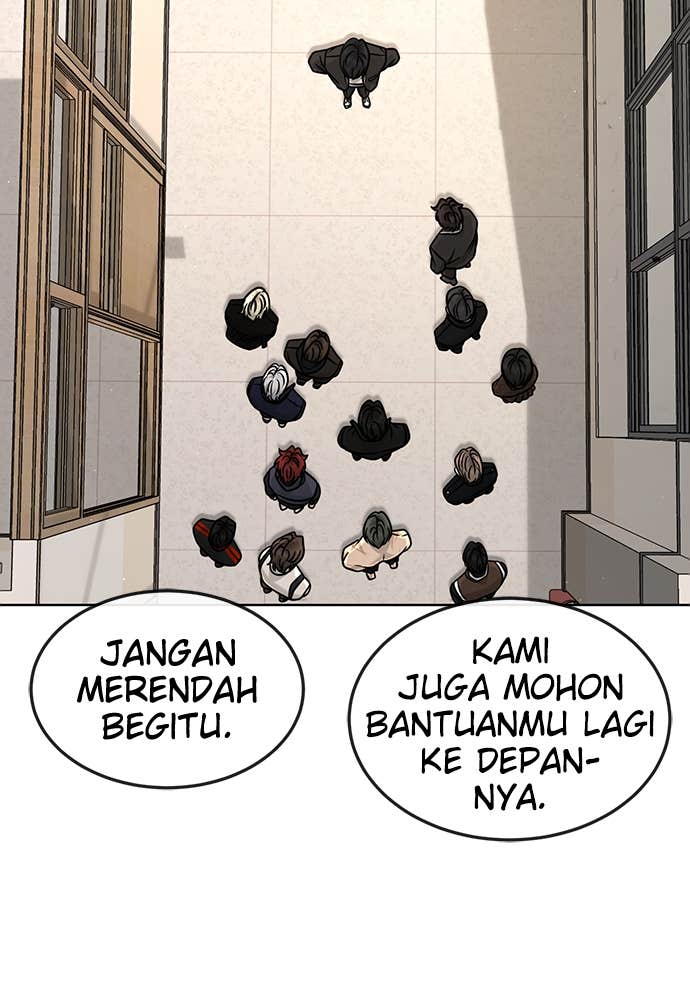 JANGAN
MERENDAH
BEGITU.
KAMI
JUGA MOHON
BANTUANMU LAGI
KE DEPAN-
NYA.